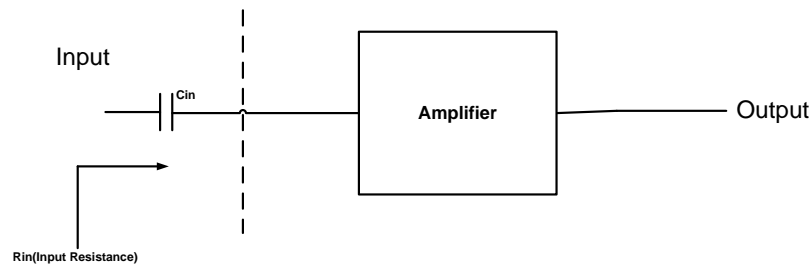 Input
Cin
Amplifier
Output
Rin(Input Resistance)